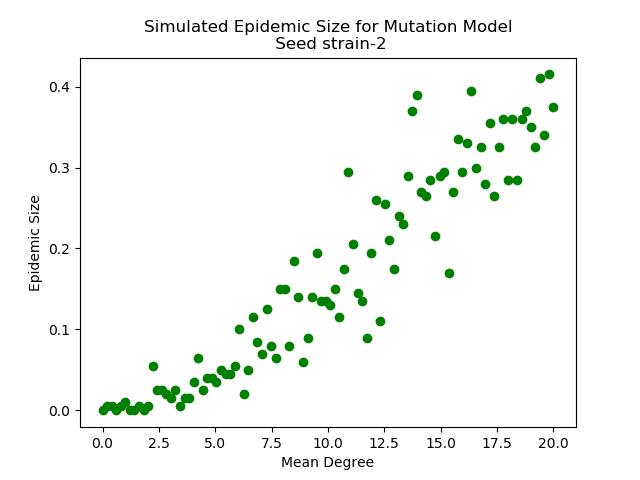 Simulated Epidemic Size for Mutation Model
Seed strain-2
Epidemic Size
0.4
0.3
0.2
0.1
0.0
0.0 2.5 5.0 7.5 10.0 12.5 15.0 17.5 20.0
Mean Degree